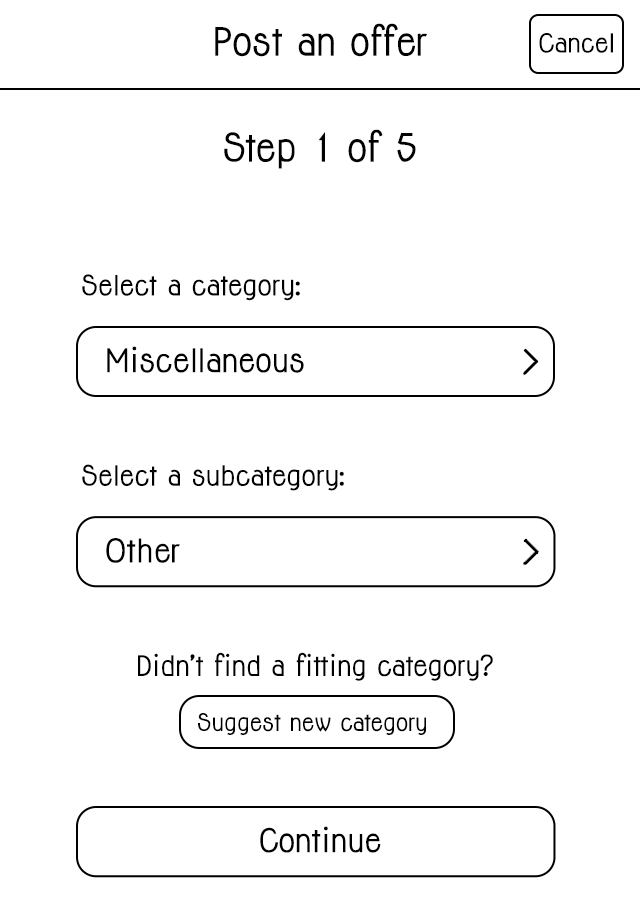 Post an offer
Cancel
Step 1 of 5
Select a category:
Miscellaneous
Select a subcategory:
Other
Didn't find a fitting category?
Suggest new category
Continue